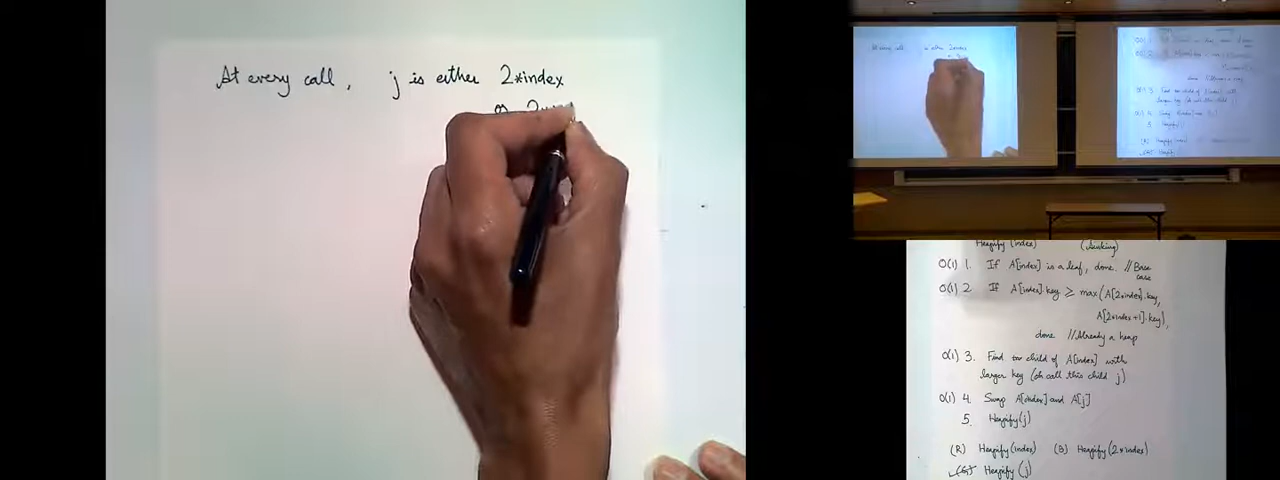 At every call, j is either 2*index
or
Heapify (index) (sinking)
O(1) 1. If A[index] is a leaf, done. //Base case
O(1) 2. If A[index].key ≥ max(A[2*index].key,
A[2*index+1].key),
done //Already a heap
O(1) 3. Find the child of A[index] with
larger key (oh call this child j)
O(1) 4. Swap A[index] and A[j]
5. Heapify(j)
(R) Heapify(index) (B) Heapify(2*index)
(G) Heapify(j)